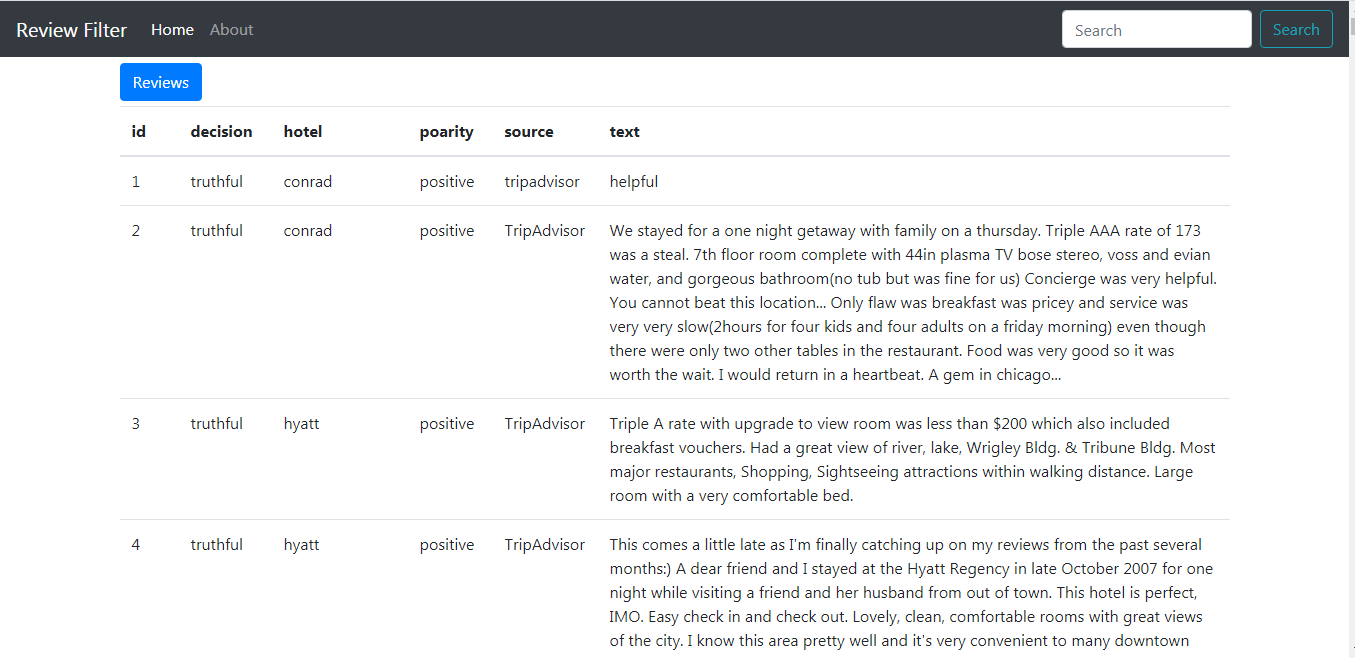 Review Filter Home About Search Search
Reviews
id decision hotel poarity source text
1 truthful conrad positive tripadvisor helpful
2 truthful conrad positive TripAdvisor We stayed for a one night getaway with family on a thursday. Triple AAA rate of 173
was a steal. 7th floor room complete with 44in plasma TV bose stereo, voss and evian
water, and gorgeous bathroom(no tub but was fine for us) Concierge was very helpful.
You cannot beat this location... Only flaw was breakfast was pricey and service was
very very slow(2hours for four kids and four adults on a friday morning) even though
there were only two other tables in the restaurant. Food was very good so it was
worth the wait. I would return in a heartbeat. A gem in chicago...
3 truthful hyatt positive TripAdvisor Triple A rate with upgrade to view room was less than $200 which also included
breakfast vouchers. Had a great view of river, lake, Wrigley Bldg. & Tribune Bldg. Most
major restaurants, Shopping, Sightseeing attractions within walking distance. Large
room with a very comfortable bed.
4 truthful hyatt positive TripAdvisor This comes a little late as I'm finally catching up on my reviews from the past several
months:) A dear friend and I stayed at the Hyatt Regency in late October 2007 for one
night while visiting a friend and her husband from out of town. This hotel is perfect,
IMO. Easy check in and check out. Lovely, clean, comfortable rooms with great views
of the city. I know this area pretty well and it's very convenient to many downtown